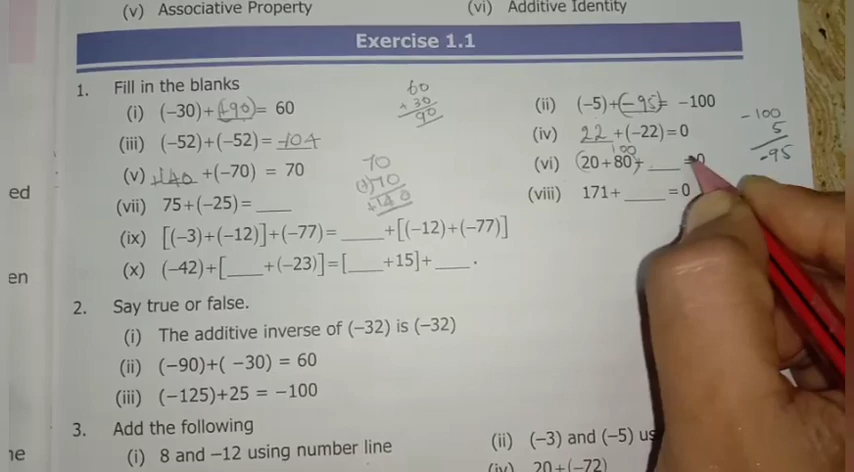 (v) Associative Property (vi) Additive Identity
Exercise 1.1
1. Fill in the blanks
(i) (−30)+(+90)= 60
60
+30
90
(ii) (−5)+(−95)= −100
(iii) (−52)+(−52)= -104
(iv) 22 +(−22)=0
-100
5
-95
(v) +140 +(−70) = 70
70
(+)70
+140
100
(vi) (20+80)+ ____ =0
(vii) 75+(−25)= ____
(viii) 171+ ____ =0
(ix) [(−3)+(−12)]+(−77)= ____ +[(−12)+(−77)]
(x) (−42)+[____+(−23)]=[____+15]+____.
2. Say true or false.
(i) The additive inverse of (−32) is (−32)
(ii) (−90)+( −30) = 60
(iii) (−125)+25 = −100
3. Add the following
(i) 8 and −12 using number line
(ii) (−3) and (−5) us
(iv) 20+(−72)
ed
en
ne